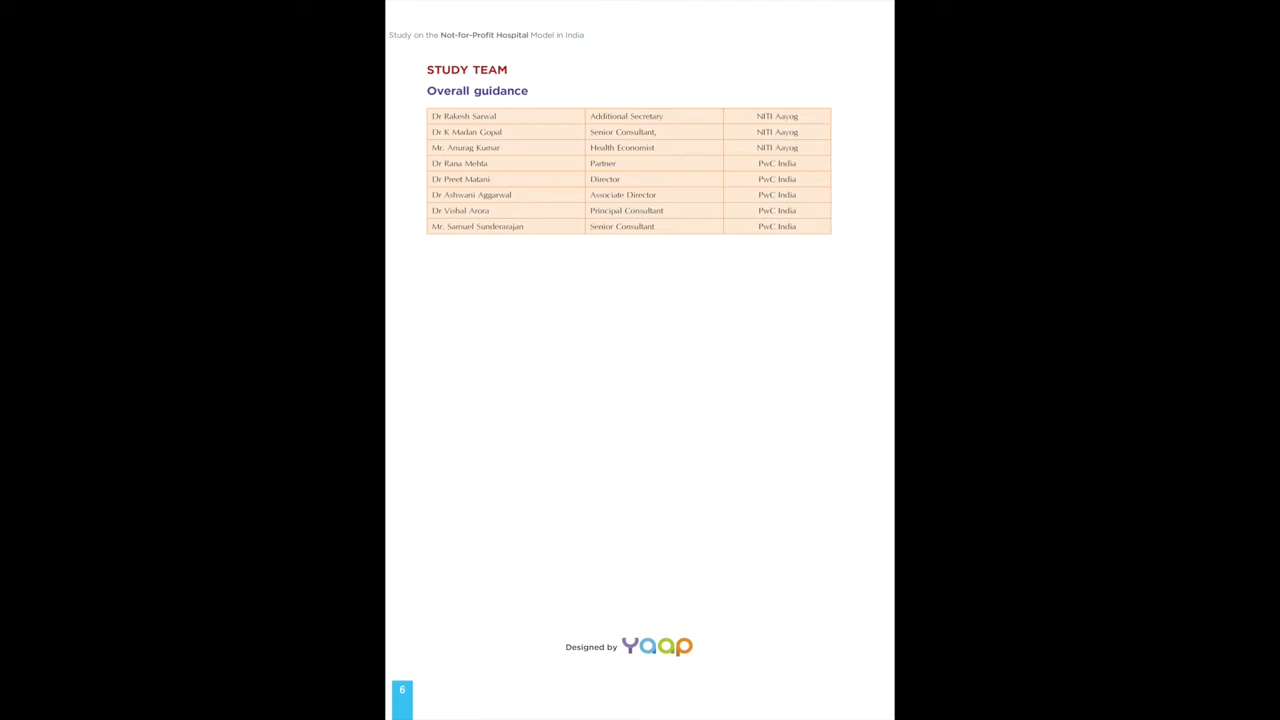 Study on the Not-for-Profit Hospital Model in India
STUDY TEAM
Overall guidance
Dr Rakesh Sarwal Additional Secretary NITI Aayog
Dr K Madan Gopal Senior Consultant, NITI Aayog
Mr. Anurag Kumar Health Economist NITI Aayog
Dr Rana Mehta Partner PwC India
Dr Preet Matani Director PwC India
Dr Ashwani Aggarwal Associate Director PwC India
Dr Vishal Arora Principal Consultant PwC India
Mr. Samuel Sunderarajan Senior Consultant PwC India
Designed by Yaap
6